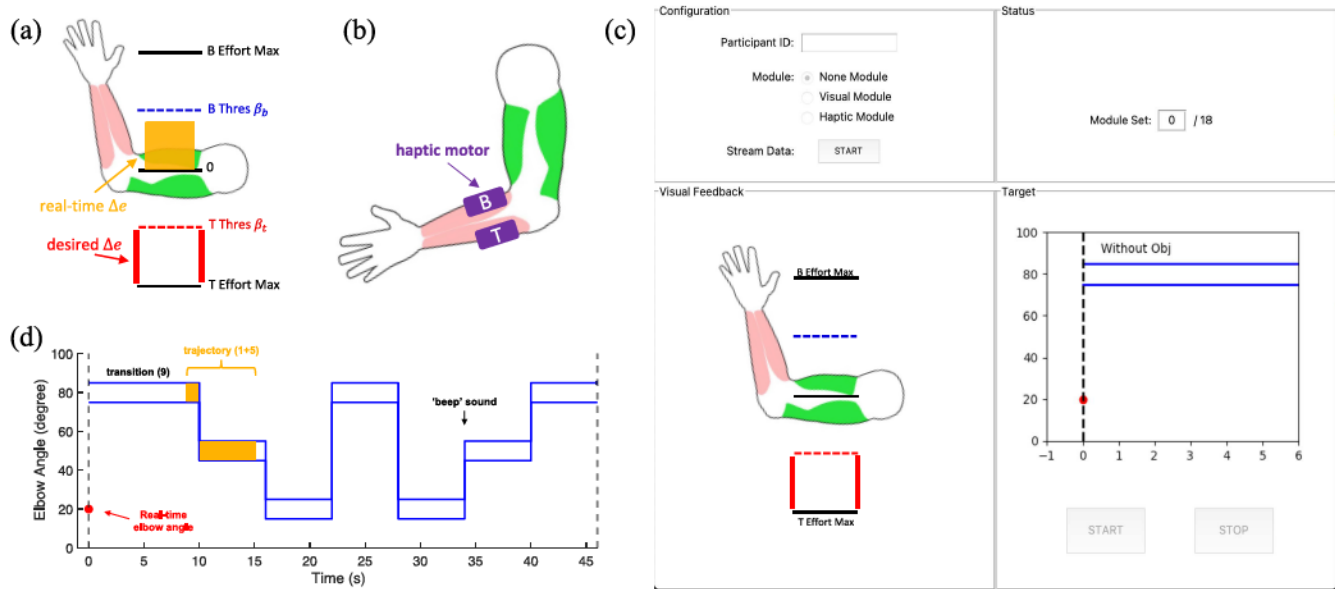 (a)
B Effort Max
B Thres βb
0
real-time Δe
T Thres βt
desired Δe
T Effort Max
(b)
haptic motor
B
T
(c)
Configuration
Participant ID:
Module:
None Module
Visual Module
Haptic Module
Stream Data:
START
Status
Module Set:
0
/ 18
Visual Feedback
B Effort Max
T Effort Max
Target
100
80
60
40
20
0
Without Obj
-1
0
1
2
3
4
5
6
START
STOP
(d)
Elbow Angle (degree)
100
80
60
40
20
0
transition (9)
trajectory (1+5)
'beep' sound
Real-time
elbow angle
0
5
10
15
20
25
30
35
40
45
Time (s)